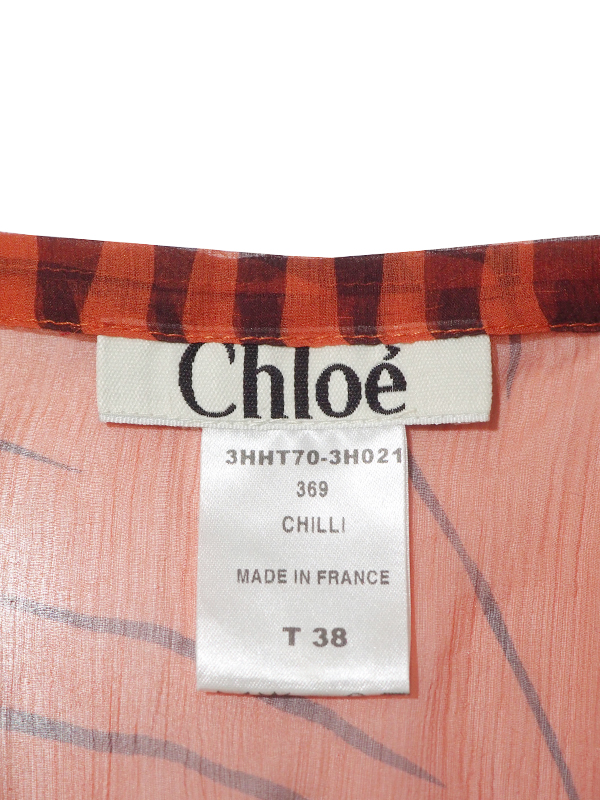 Chloé
3HHT70-3H021
369
CHILLI
MADE IN FRANCE
T 38